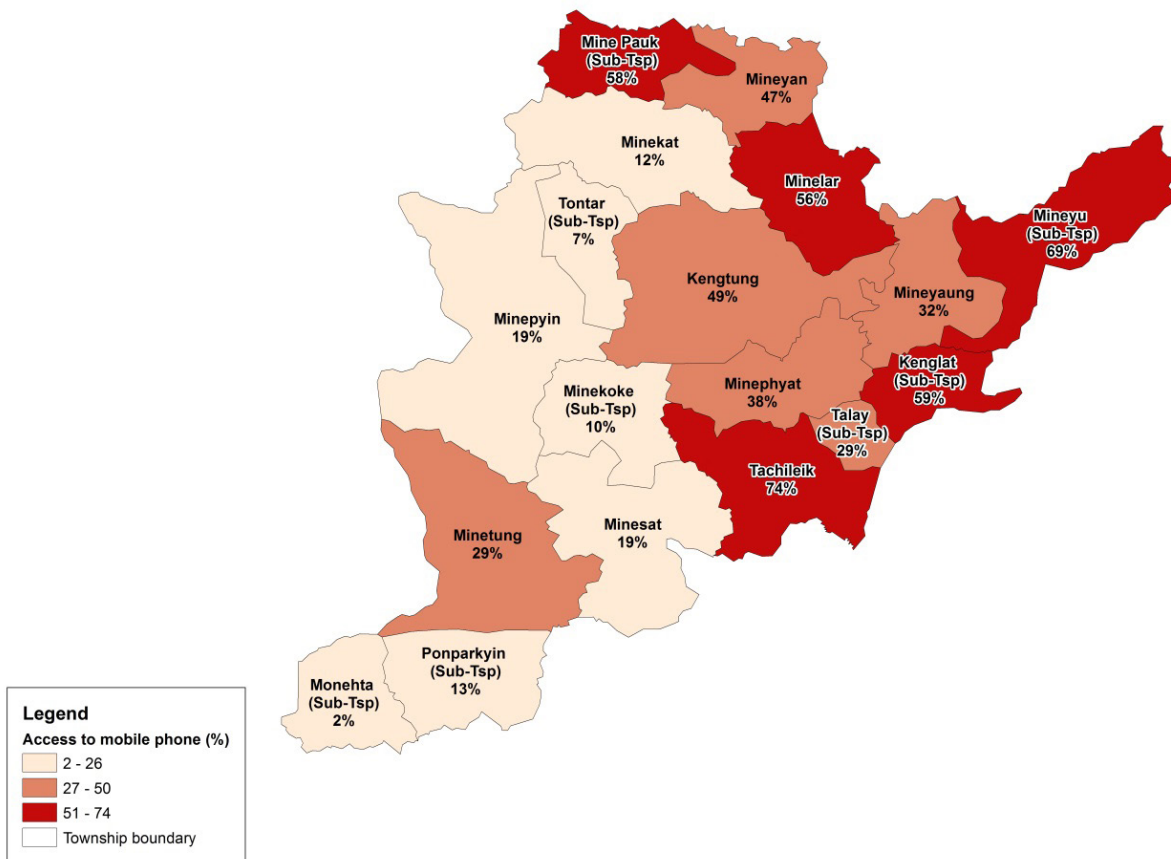 Mine Pauk
(Sub-Tsp)
58%
Mineyan
47%
Minekat
12%
Minelar
56%
Tontar
(Sub-Tsp)
7%
Mineyu
(Sub-Tsp)
69%
Kengtung
49%
Mineyaung
32%
Minepyin
19%
Kenglat
(Sub-Tsp)
59%
Minephyat
38%
Minekoke
(Sub-Tsp)
10%
Talay
(Sub-Tsp)
29%
Tachileik
74%
Minetung
29%
Minesat
19%
Ponparkyin
(Sub-Tsp)
13%
Monehta
(Sub-Tsp)
2%
Legend
Access to mobile phone (%)
2 - 26
27 - 50
51 - 74
Township boundary